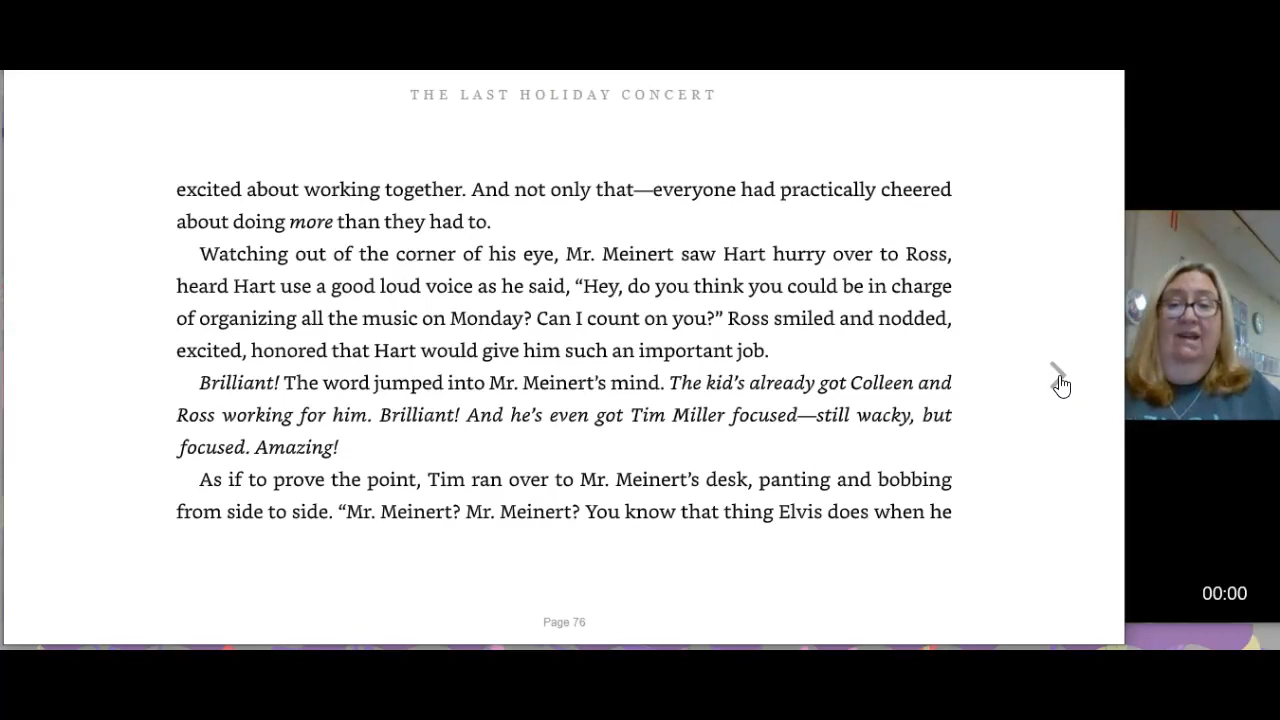 THE LAST HOLIDAY CONCERT
excited about working together. And not only that—everyone had practically cheered
about doing more than they had to.
Watching out of the corner of his eye, Mr. Meinert saw Hart hurry over to Ross,
heard Hart use a good loud voice as he said, “Hey, do you think you could be in charge
of organizing all the music on Monday? Can I count on you?” Ross smiled and nodded,
excited, honored that Hart would give him such an important job.
Brilliant! The word jumped into Mr. Meinert’s mind. The kid’s already got Colleen and
Ross working for him. Brilliant! And he’s even got Tim Miller focused—still wacky, but
focused. Amazing!
As if to prove the point, Tim ran over to Mr. Meinert’s desk, panting and bobbing
from side to side. “Mr. Meinert? Mr. Meinert? You know that thing Elvis does when he
Page 76
00:00